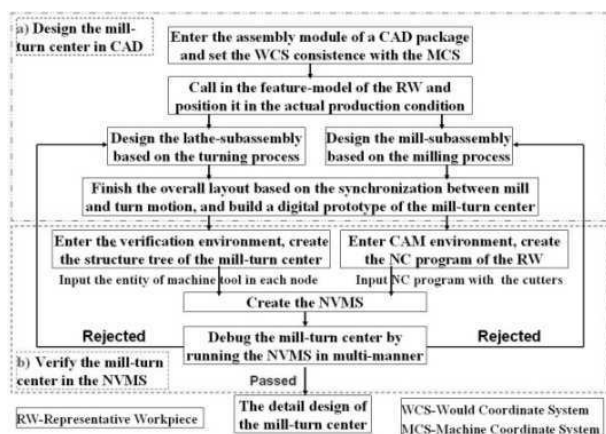 a) Design the mill-
turn center in CAD
Enter the assembly module of a CAD package
and set the WCS consistence with the MCS
Call in the feature-model of the RW and
position it in the actual production condition
Design the lathe-subassembly
based on the turning process
Design the mill-subassembly
based on the milling process
Finish the overall layout based on the synchronization between mill
and turn motion, and build a digital prototype of the mill-turn center
Enter the verification environment, create
the structure tree of the mill-turn center
Enter CAM environment, create
the NC program of the RW
Input the entity of machine tool in each node
Input NC program with the cutters
Create the NVMS
Rejected
Debug the mill-turn center by
running the NVMS in multi-manner
Rejected
b) Verify the mill-turn
center in the NVMS
Passed
The detail design of
the mill-turn center
RW-Representative Workpiece
WCS-Would Coordinate System
MCS-Machine Coordinate System